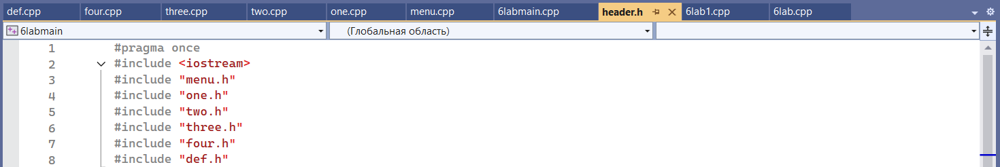 def.cpp four.cpp three.cpp two.cpp one.cpp menu.cpp 6labmain.cpp header.h 6lab1.cpp 6lab.cpp
6labmain (Глобальная область)
1 #pragma once
2 #include <iostream>
3 #include "menu.h"
4 #include "one.h"
5 #include "two.h"
6 #include "three.h"
7 #include "four.h"
8 #include "def.h"